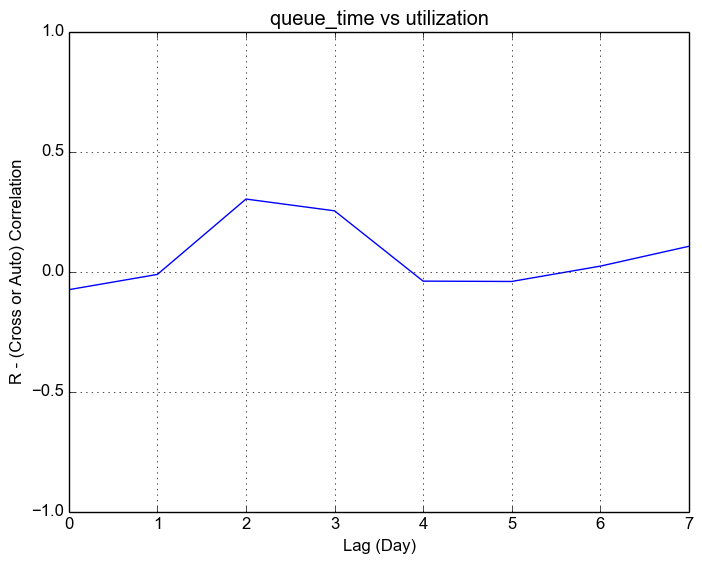 queue_time vs utilization
1.0
0.5
0.0
−0.5
−1.0
R - (Cross or Auto) Correlation
0 1 2 3 4 5 6 7
Lag (Day)